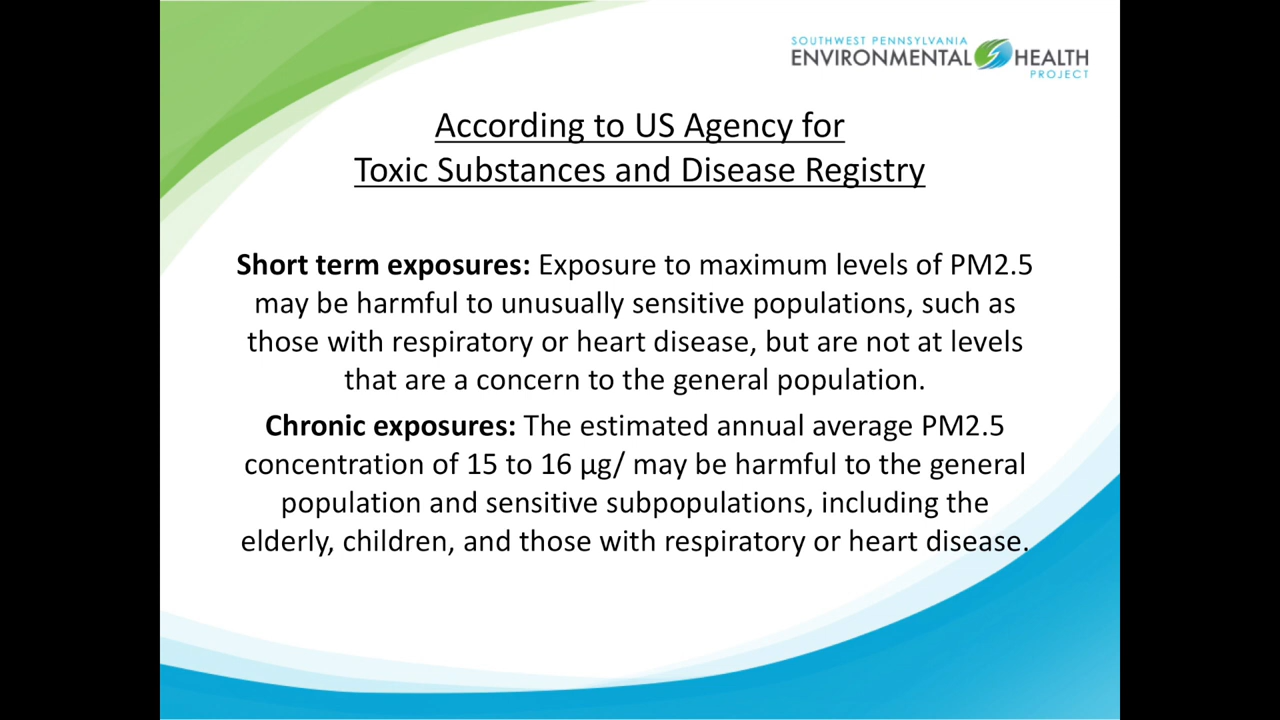 SOUTHWEST PENNSYLVANIA
ENVIRONMENTAL HEALTH
PROJECT
According to US Agency for
Toxic Substances and Disease Registry
Short term exposures: Exposure to maximum levels of PM2.5
may be harmful to unusually sensitive populations, such as
those with respiratory or heart disease, but are not at levels
that are a concern to the general population.
Chronic exposures: The estimated annual average PM2.5
concentration of 15 to 16 µg/ may be harmful to the general
population and sensitive subpopulations, including the
elderly, children, and those with respiratory or heart disease.